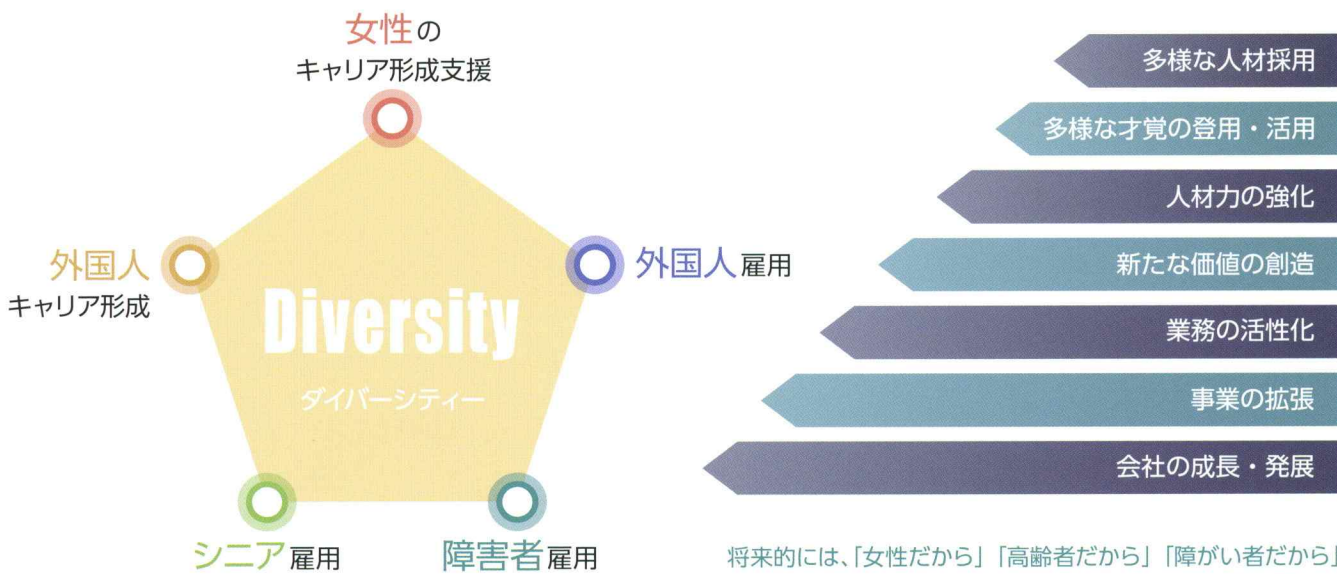 女性の
キャリア形成支援
外国人
キャリア形成
外国人雇用
Diversity
ダイバーシティー
シニア雇用
障害者雇用
多様な人材採用
多様な才覚の登用・活用
人材力の強化
新たな価値の創造
業務の活性化
事業の拡張
会社の成長・発展
将来的には、「女性だから」「高齢者だから」「障がい者だから」